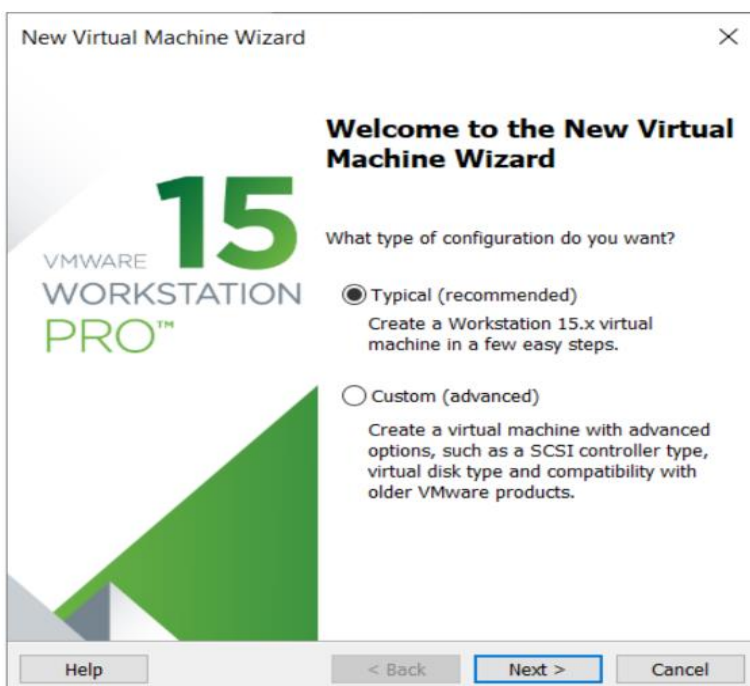 New Virtual Machine Wizard
Welcome to the New Virtual
Machine Wizard
15
VMWARE
WORKSTATION
PRO™
What type of configuration do you want?
Typical (recommended)
Create a Workstation 15.x virtual
machine in a few easy steps.
Custom (advanced)
Create a virtual machine with advanced
options, such as a SCSI controller type,
virtual disk type and compatibility with
older VMware products.
Help
< Back
Next >
Cancel